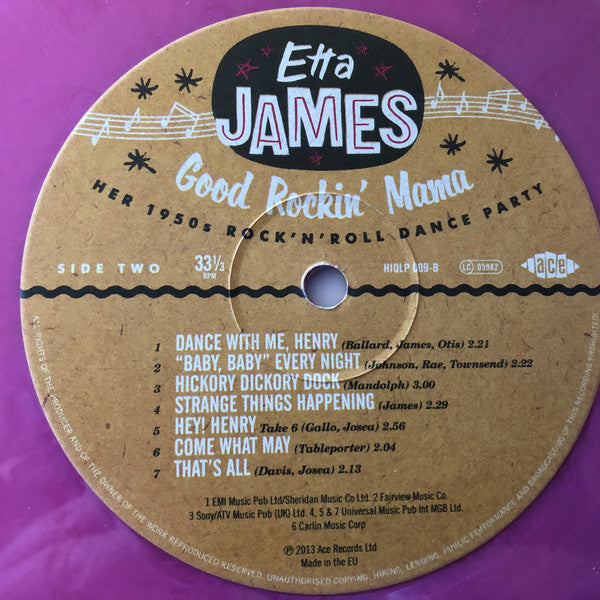 Etta
JAMES
Good Rockin' Mama
HER 1950s ROCK'N'ROLL DANCE PARTY
SIDE TWO 33⅓ RPM HIQLP 009-B LC 05982 ace
1 DANCE WITH ME, HENRY (Ballard, James, Otis) 2.21
2 "BABY, BABY" EVERY NIGHT (Johnson, Rae, Townsend) 2.22
3 HICKORY DICKORY DOCK (Mandolph) 3.00
4 STRANGE THINGS HAPPENING (James) 2.29
5 HEY! HENRY Take 6 (Gallo, Josea) 2.56
6 COME WHAT MAY (Tableporter) 2.04
7 THAT'S ALL (Davis, Josea) 2.13
1 EMI Music Pub Ltd/Sheridan Music Co Ltd. 2 Fairview Music Co.
3 Sony/ATV Music Pub (UK) Ltd. 4, 5 & 7 Universal Music Pub Int MGB Ltd.
6 Carlin Music Corp
℗ 2013 Ace Records Ltd
Made in the EU
ALL RIGHTS OF THE PRODUCER AND OF THE OWNER OF THE WORK REPRODUCED RESERVED. UNAUTHORISED COPYING, HIRING, LENDING, PUBLIC PERFORMANCE AND BROADCASTING OF THIS RECORDING PROHIBITED!